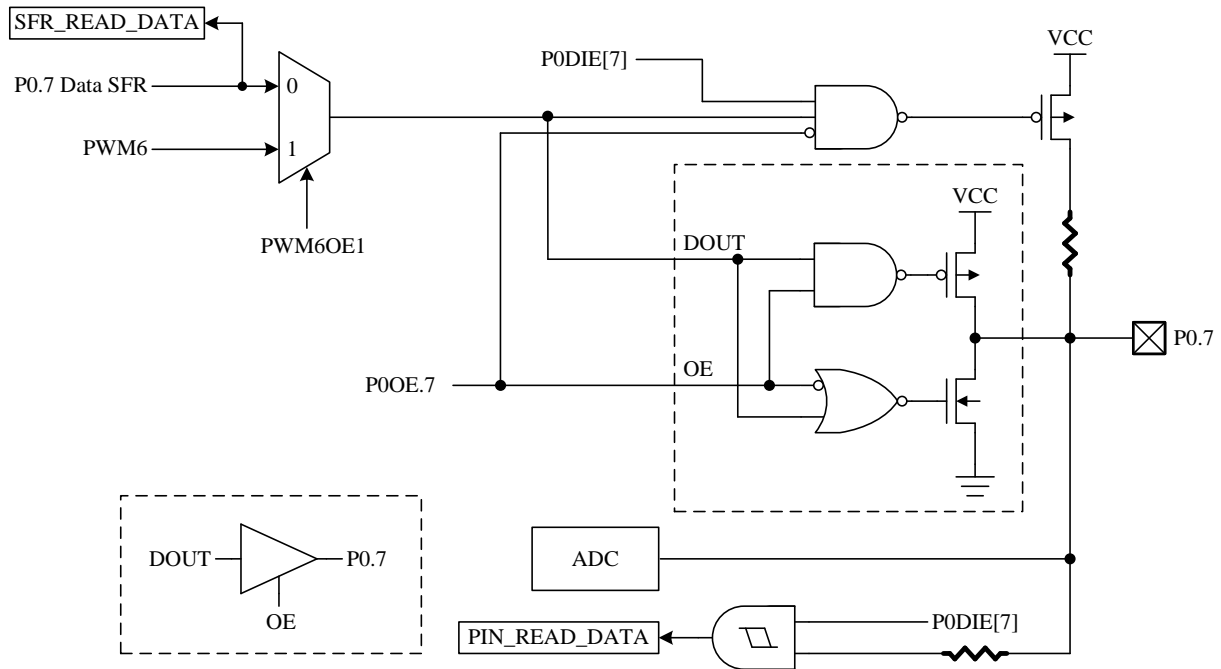 SFR_READ_DATA
P0.7 Data SFR
0
PWM6
1
PWM6OE1
P0DIE[7]
VCC
VCC
DOUT
OE
P0OE.7
P0.7
DOUT
P0.7
OE
ADC
PIN_READ_DATA
P0DIE[7]